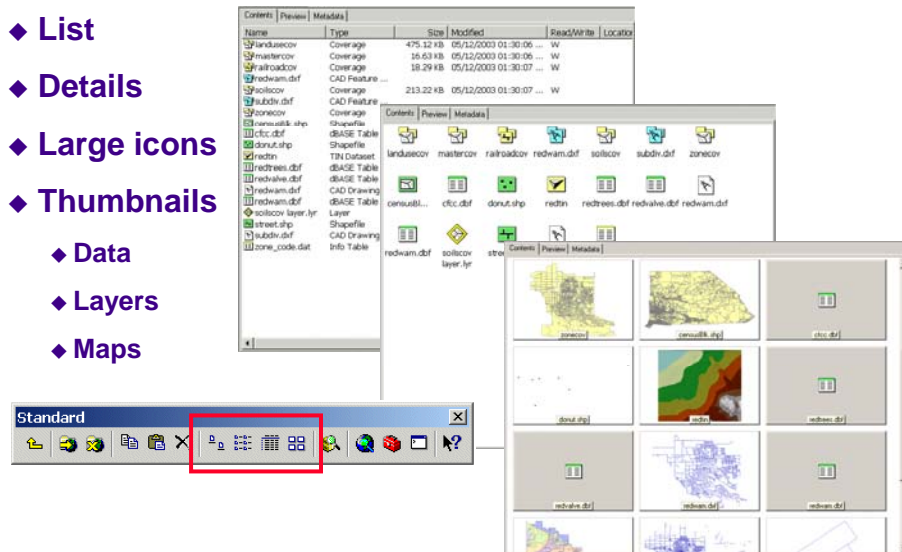 List
Details
Large icons
Thumbnails
Data
Layers
Maps
Contents Preview Metadata
Name Type Size Modified Read/Write Location
landusecov Coverage 475.12 KB 05/12/2003 01:30:06 ... W
mastercov Coverage 16.63 KB 05/12/2003 01:30:06 ... W
railroadcov Coverage 18.29 KB 05/12/2003 01:30:07 ... W
redwam.dxf CAD Feature ...
soilscov Coverage 213.22 KB 05/12/2003 01:30:07 ... W
subdiv.dxf CAD Feature ...
zonecov Coverage
censusBlk.shp Shapefile
cfcc.dbf dBASE Table
donut.shp Shapefile
redtin TIN Dataset
redtrees.dbf dBASE Table
redvalve.dbf dBASE Table
redwam.dxf CAD Drawing
redwam.dbf dBASE Table
soilscov layer.lyr Layer
street.shp Shapefile
subdiv.dxf CAD Drawing
zone_code.dat Info Table
Contents Preview Metadata
landusecov mastercov railroadcov redwam.dxf soilscov subdiv.dxf zonecov
censusBl... cfcc.dbf donut.shp redtin redtrees.dbf redvalve.dbf redwam.dxf
redwam.dbf soilscov
layer.lyr
Contents Preview Metadata
zonecov censusBlk.shp cfcc.dbf
donut.shp redtin redtrees.dbf
redvalve.dbf redwam.dxf redwam.dbf
Standard